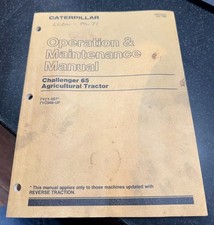 CATERPILLAR
Operation &
Maintenance
Manual
Challenger 65
Agricultural Tractor
* This manual applies only to those machines updated with
REVERSE TRACTION.